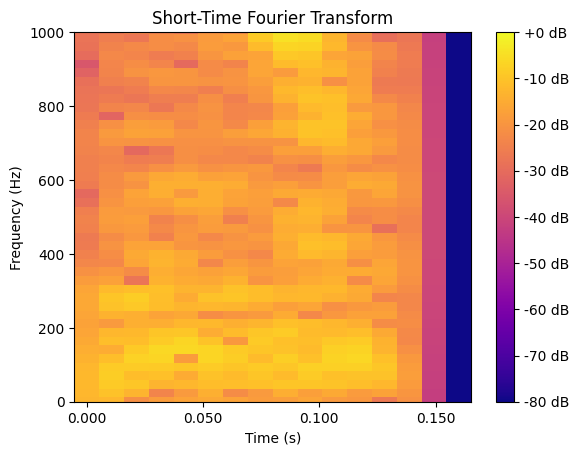 Short-Time Fourier Transform
Frequency (Hz)
1000
800
600
400
200
0
0.000
0.050
0.100
0.150
Time (s)
+0 dB
-10 dB
-20 dB
-30 dB
-40 dB
-50 dB
-60 dB
-70 dB
-80 dB